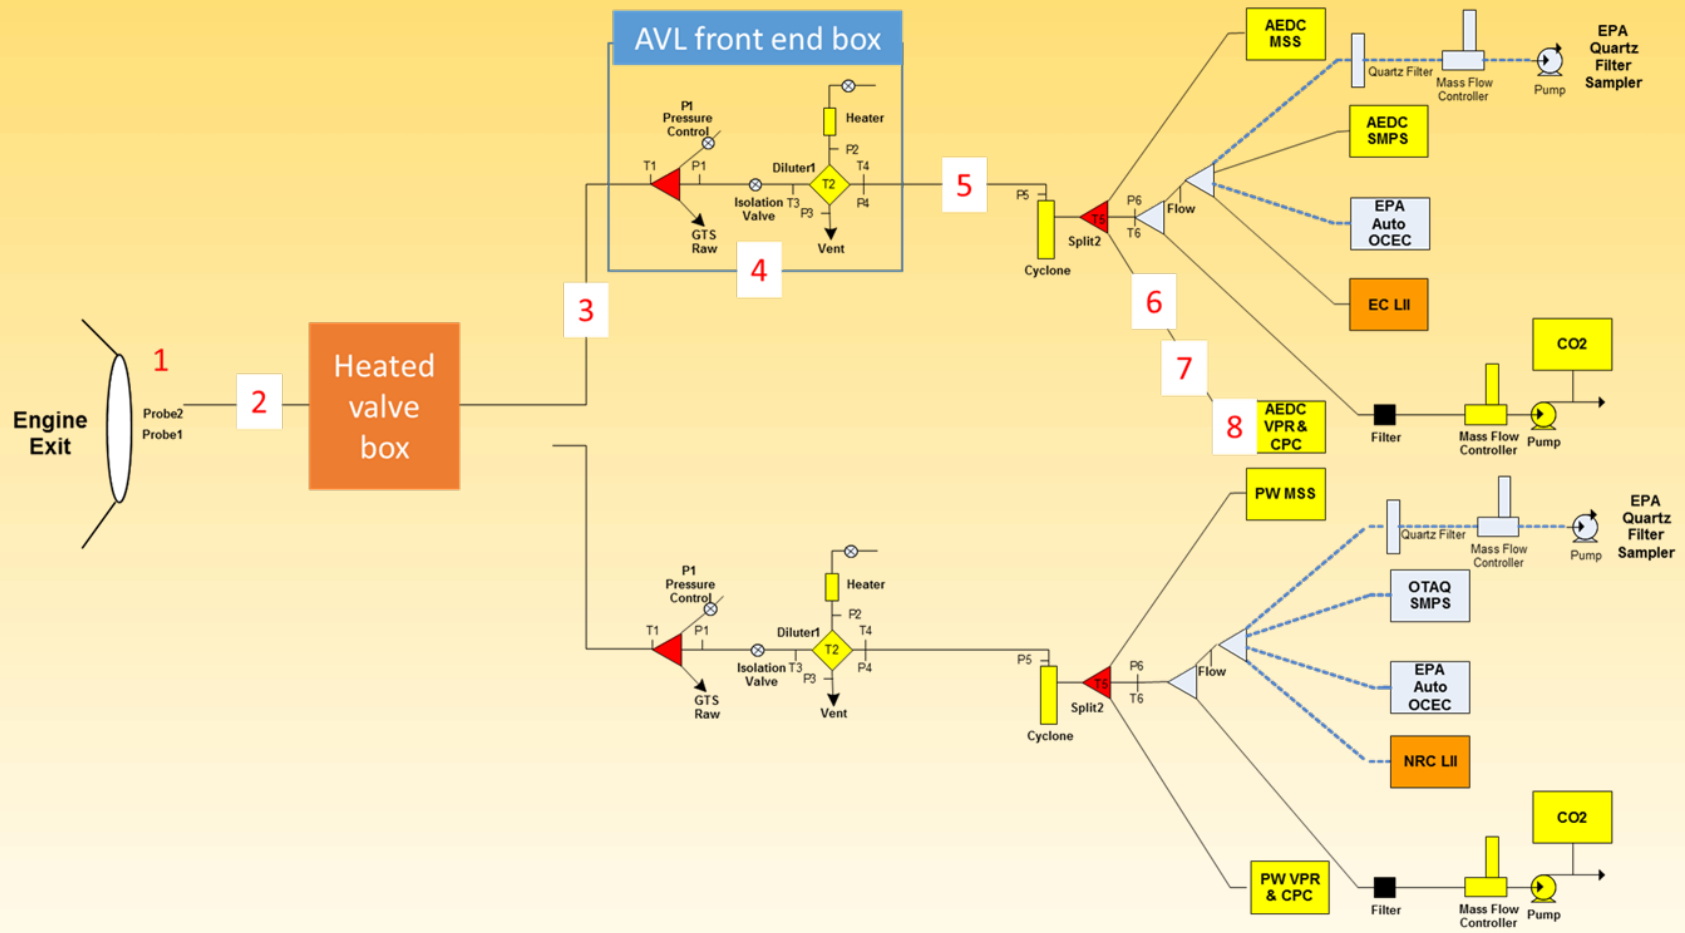 AVL front end box
P1
Pressure
Control
T1
P1
GTS
Raw
Isolation
Valve
T3
Diluter1
T2
P3
Vent
Heater
P2
T4
P4
4
3
5
P5
Cyclone
T5
Split2
P6
T6
Flow
AEDC
MSS
Quartz Filter
Mass Flow
Controller
Pump
EPA
Quartz
Filter
Sampler
AEDC
SMPS
EPA
Auto
OCEC
EC LII
6
7
8
AEDC
VPR &
CPC
Filter
Mass Flow
Controller
Pump
CO2
Engine
Exit
1
Probe2
Probe1
2
Heated
valve
box
P1
Pressure
Control
T1
P1
GTS
Raw
Isolation
Valve
T3
Diluter1
T2
P3
Vent
Heater
P2
T4
P4
P5
Cyclone
T5
Split2
P6
T6
Flow
PW MSS
Quartz Filter
Mass Flow
Controller
Pump
EPA
Quartz
Filter
Sampler
OTAQ
SMPS
EPA
Auto
OCEC
NRC LII
PW VPR
& CPC
Filter
Mass Flow
Controller
Pump
CO2